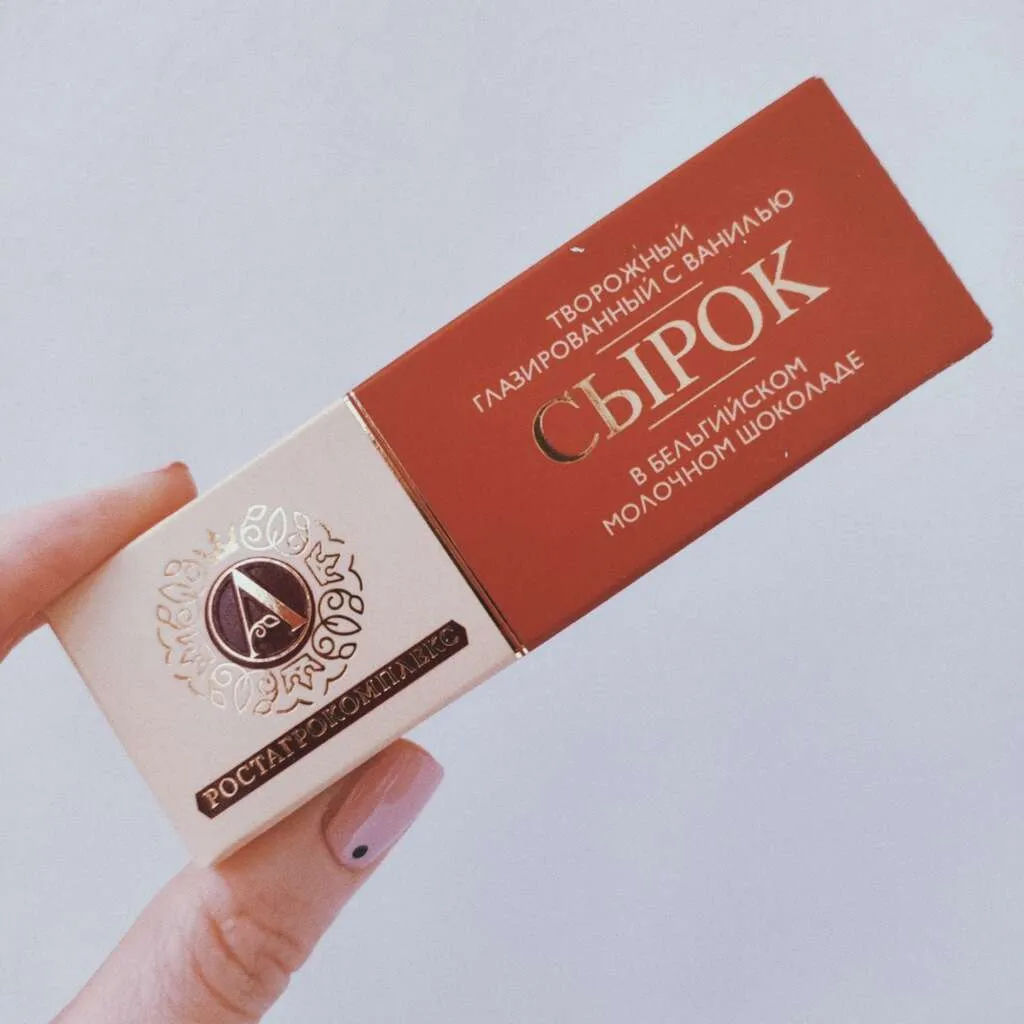 ТВОРОЖНЫЙ
ГЛАЗИРОВАННЫЙ С ВАНИЛЬЮ
СЫРОК
В БЕЛЬГИЙСКОМ
МОЛОЧНОМ ШОКОЛАДЕ
А
РОСТАГРОКОМПЛЕКС